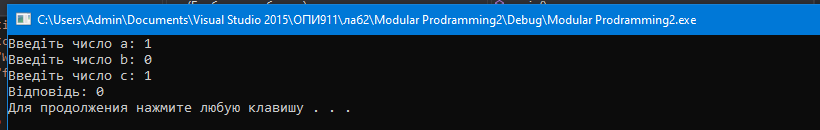 C:\Users\Admin\Documents\Visual Studio 2015\ОПИ911\ла62\Modular Prodramming2\Debug\Modular Prodramming2.exe
Введіть число a: 1
Введіть число b: 0
Введіть число c: 1
Відповідь: 0
Для продолжения нажмите любую клавишу . . .